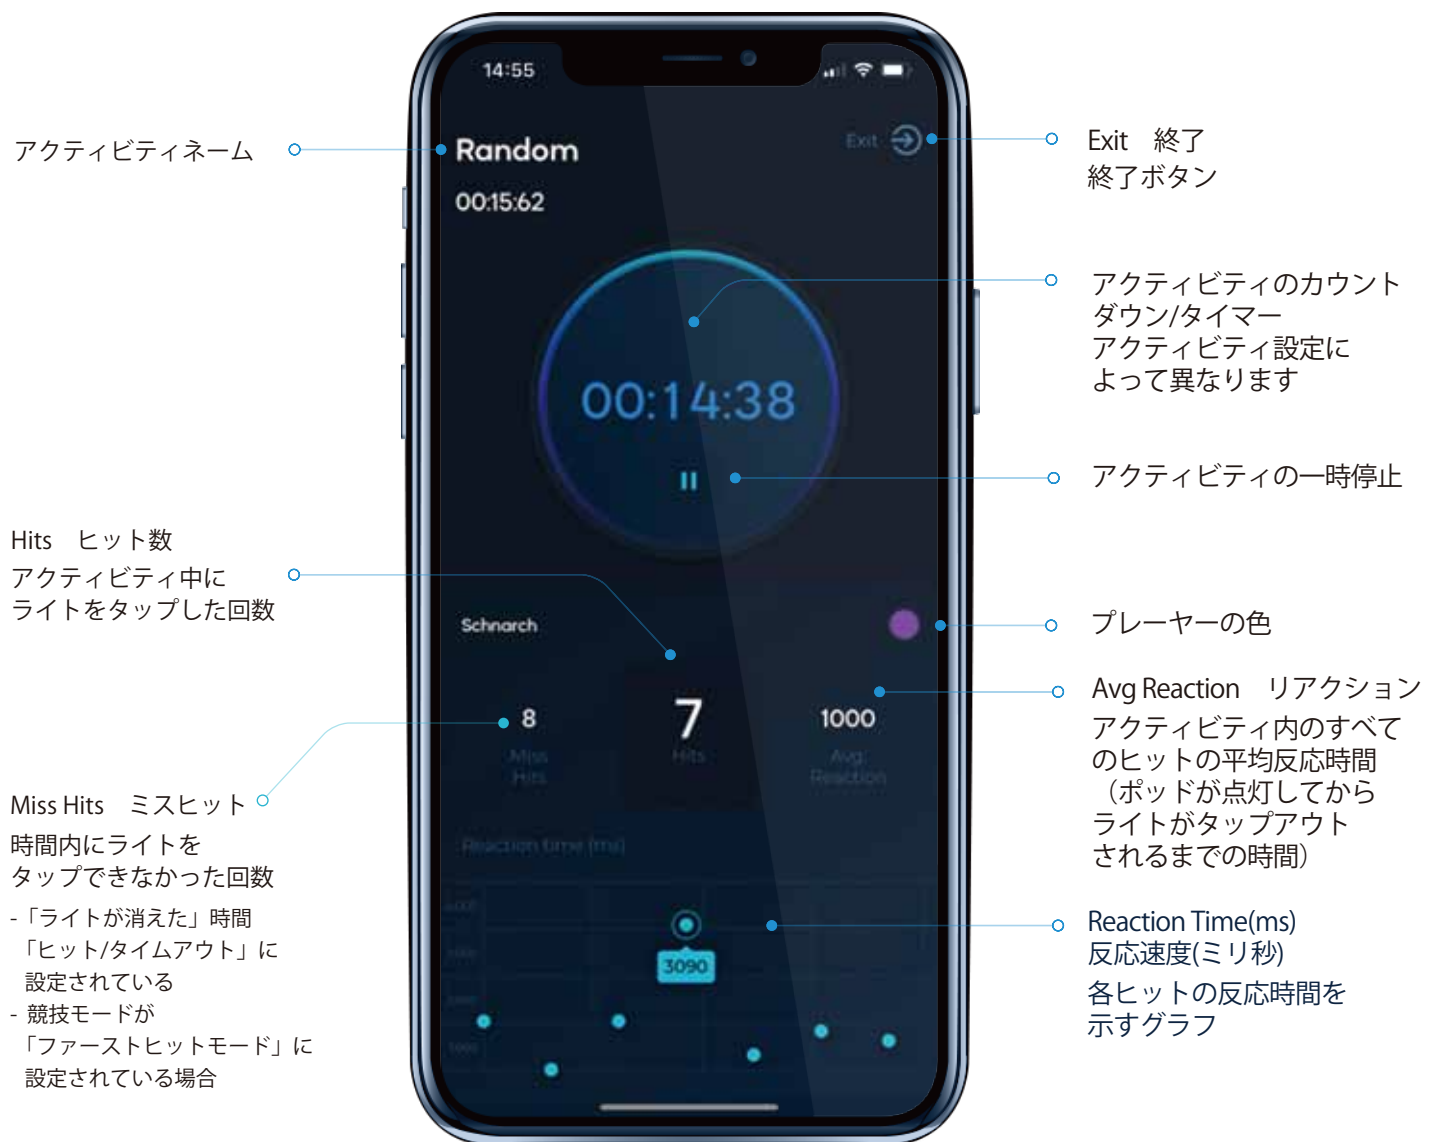 14:55
アクティビティネーム
Random
Exit
00:15:62
Exit　終了
終了ボタン
アクティビティのカウント
ダウン/タイマー
アクティビティ設定に
よって異なります
00:14:38
アクティビティの一時停止
Hits　ヒット数
アクティビティ中に
ライトをタップした回数
Schnarch
プレーヤーの色
8
Miss
Hits
7
Hits
1000
Avg.
Reaction
Avg Reaction　リアクション
アクティビティ内のすべて
のヒットの平均反応時間
（ポッドが点灯してから
ライトがタップアウト
されるまでの時間）
Miss Hits　ミスヒット
時間内にライトを
タップできなかった回数
-「ライトが消えた」時間
「ヒット/タイムアウト」に
設定されている
- 競技モードが
「ファーストヒットモード」に
設定されている場合
Reaction time (ms)
3090
Reaction Time(ms)
反応速度(ミリ秒)
各ヒットの反応時間を
示すグラフ